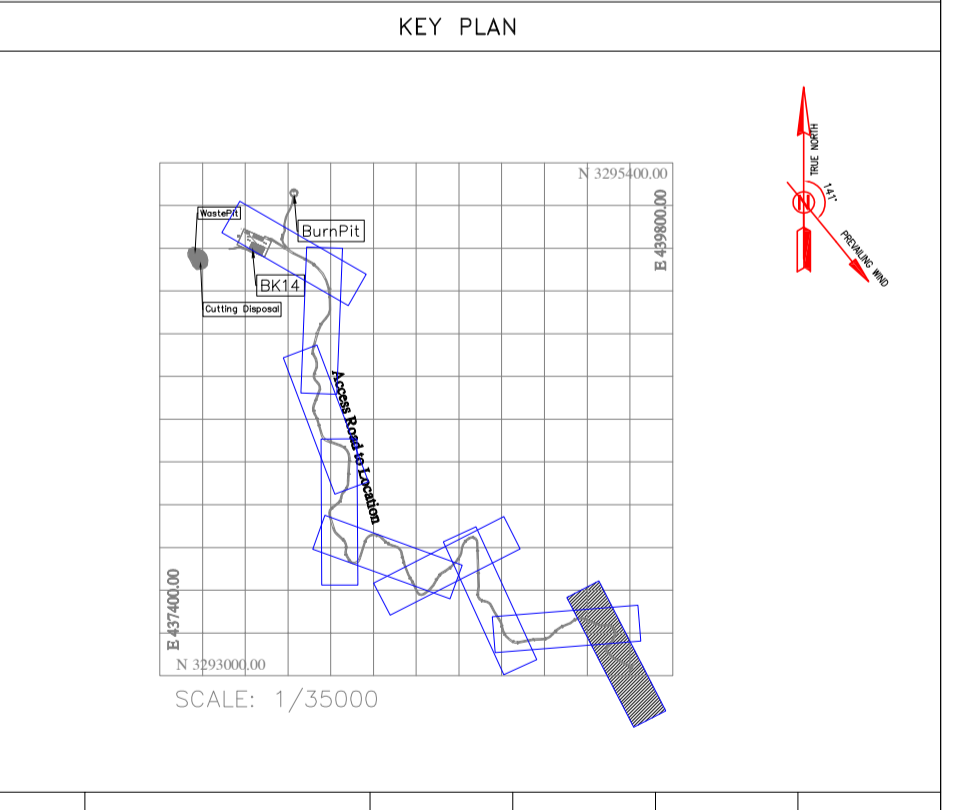 KEY PLAN
N 3295400.00
E 439800.00
TRUE NORTH
N
141°
PREVAILING WIND
WastePit
BurnPit
BK14
Cutting Disposal
Access Road to Location
E 437400.00
N 3293000.00
SCALE: 1/35000